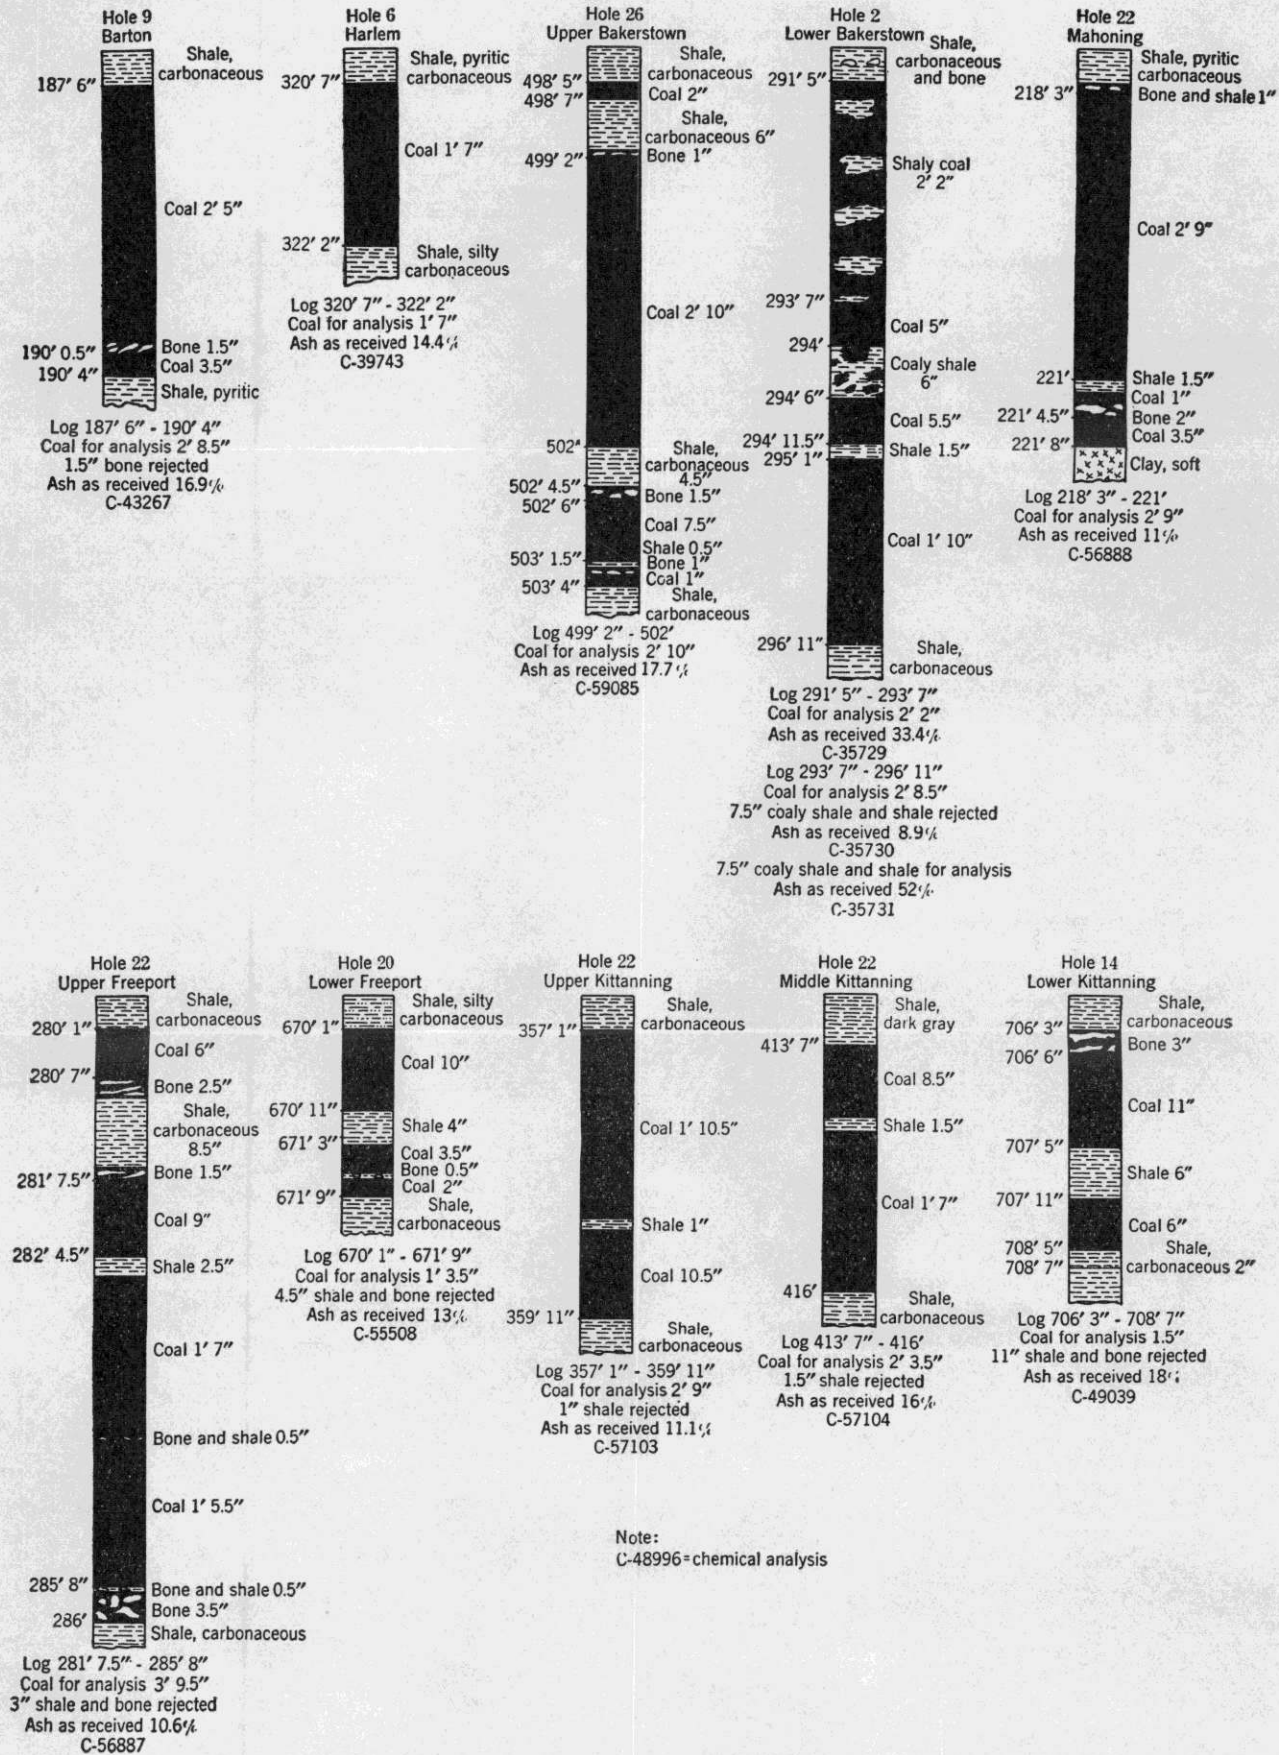 Hole 9
Barton
Shale,
carbonaceous
187′ 6″
Coal 2′ 5″
190′ 0.5″
Bone 1.5″
Coal 3.5″
190′ 4″
Shale, pyritic
Log 187′ 6″ - 190′ 4″
Coal for analysis 2′ 8.5″
1.5″ bone rejected
Ash as received 16.9%
C-43267
Hole 6
Harlem
Shale, pyritic
carbonaceous
320′ 7″
Coal 1′ 7″
322′ 2″
Shale, silty
carbonaceous
Log 320′ 7″ - 322′ 2″
Coal for analysis 1′ 7″
Ash as received 14.4%
C-39743
Hole 26
Upper Bakerstown
Shale,
carbonaceous
498′ 5″
Coal 2″
498′ 7″
Shale,
carbonaceous 6″
499′ 2″
Bone 1″
Coal 2′ 10″
502′
Shale,
carbonaceous
4.5″
502′ 4.5″
Bone 1.5″
502′ 6″
Coal 7.5″
Shale 0.5″
503′ 1.5″
Bone 1″
Coal 1″
503′ 4″
Shale,
carbonaceous
Log 499′ 2″ - 502′
Coal for analysis 2′ 10″
Ash as received 17.7%
C-59085
Hole 2
Lower Bakerstown
Shale,
carbonaceous
and bone
291′ 5″
Shaly coal
2′ 2″
293′ 7″
Coal 5″
294′
Coaly shale
6″
294′ 6″
Coal 5.5″
294′ 11.5″
Shale 1.5″
295′ 1″
Coal 1′ 10″
296′ 11″
Shale,
carbonaceous
Log 291′ 5″ - 293′ 7″
Coal for analysis 2′ 2″
Ash as received 33.4%
C-35729
Log 293′ 7″ - 296′ 11″
Coal for analysis 2′ 8.5″
7.5″ coaly shale and shale rejected
Ash as received 8.9%
C-35730
7.5″ coaly shale and shale for analysis
Ash as received 52%
C-35731
Hole 22
Mahoning
Shale, pyritic
carbonaceous
218′ 3″
Bone and shale 1″
Coal 2′ 9″
221′
Shale 1.5″
Coal 1″
221′ 4.5″
Bone 2″
Coal 3.5″
221′ 8″
Clay, soft
Log 218′ 3″ - 221′
Coal for analysis 2′ 9″
Ash as received 11%
C-56888
Hole 22
Upper Freeport
Shale,
carbonaceous
280′ 1″
Coal 6″
280′ 7″
Bone 2.5″
Shale,
carbonaceous
8.5″
Bone 1.5″
281′ 7.5″
Coal 9″
282′ 4.5″
Shale 2.5″
Coal 1′ 7″
Bone and shale 0.5″
Coal 1′ 5.5″
285′ 8″
Bone and shale 0.5″
Bone 3.5″
286′
Shale, carbonaceous
Log 281′ 7.5″ - 285′ 8″
Coal for analysis 3′ 9.5″
3″ shale and bone rejected
Ash as received 10.6%
C-56887
Hole 20
Lower Freeport
Shale, silty
carbonaceous
670′ 1″
Coal 10″
670′ 11″
Shale 4″
671′ 3″
Coal 3.5″
Bone 0.5″
Coal 2″
671′ 9″
Shale,
carbonaceous
Log 670′ 1″ - 671′ 9″
Coal for analysis 1′ 3.5″
4.5″ shale and bone rejected
Ash as received 13%
C-55508
Hole 22
Upper Kittanning
Shale,
carbonaceous
357′ 1″
Coal 1′ 10.5″
Shale 1″
Coal 10.5″
359′ 11″
Shale,
carbonaceous
Log 357′ 1″ - 359′ 11″
Coal for analysis 2′ 9″
1″ shale rejected
Ash as received 11.1%
C-57103
Hole 22
Middle Kittanning
Shale,
dark gray
413′ 7″
Coal 8.5″
Shale 1.5″
Coal 1′ 7″
416′
Shale,
carbonaceous
Log 413′ 7″ - 416′
Coal for analysis 2′ 3.5″
1.5″ shale rejected
Ash as received 16%
C-57104
Hole 14
Lower Kittanning
Shale,
carbonaceous
706′ 3″
Bone 3″
706′ 6″
Coal 11″
707′ 5″
Shale 6″
707′ 11″
Coal 6″
708′ 5″
Shale,
carbonaceous 2″
708′ 7″
Log 706′ 3″ - 708′ 7″
Coal for analysis 1.5″
11″ shale and bone rejected
Ash as received 18%
C-49039
Note:
C-48996=chemical analysis